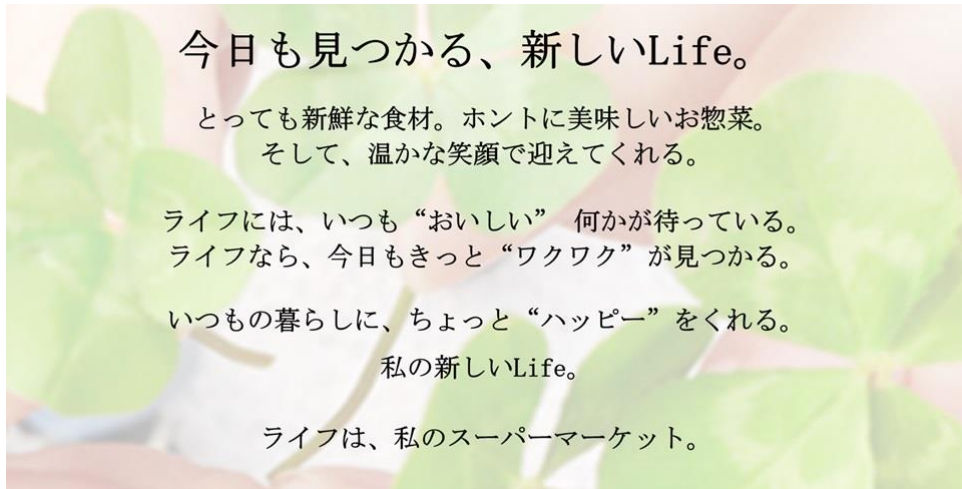 今日も見つかる、新しいLife。
とっても新鮮な食材。ホントに美味しいお惣菜。
そして、温かな笑顔で迎えてくれる。
ライフには、いつも“おいしい” 何かが待っている。
ライフなら、今日もきっと“ワクワク”が見つかる。
いつもの暮らしに、ちょっと“ハッピー”をくれる。
私の新しいLife。
ライフは、私のスーパーマーケット。